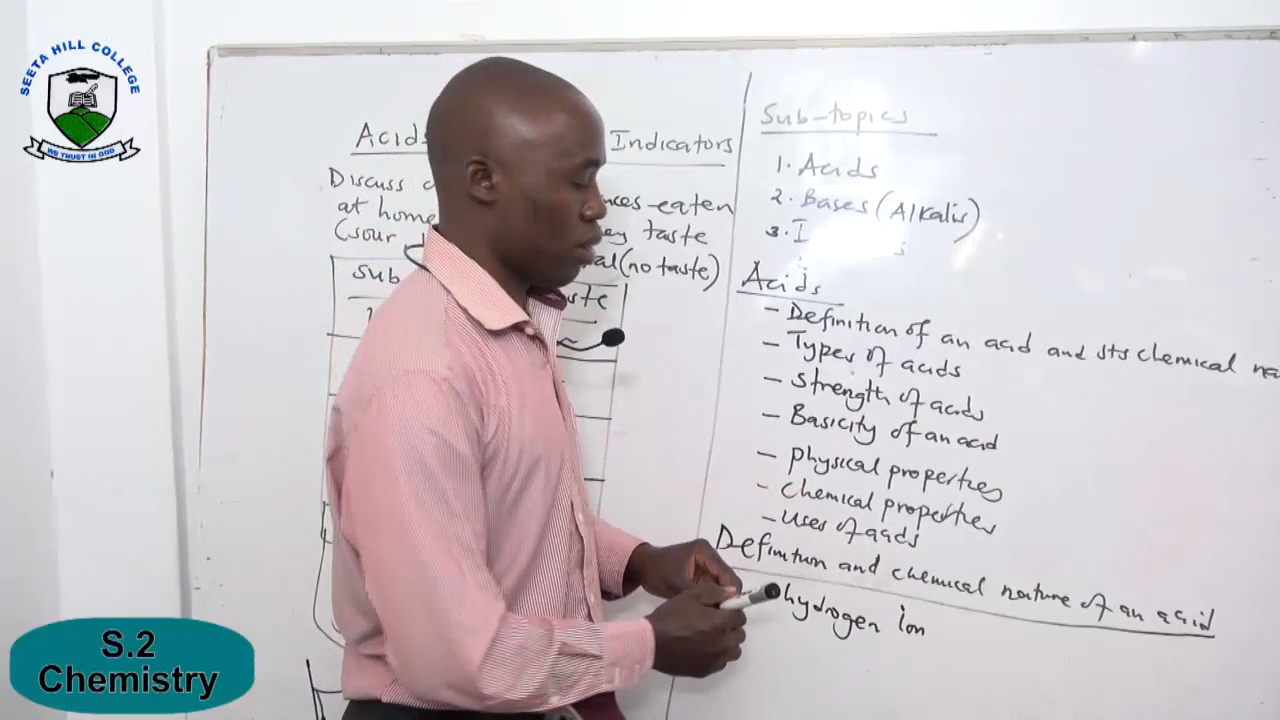 SEETA HILL COLLEGE
WE TRUST IN GOD
Acids Indicators
Discuss eaten
at home taste
(sour (no taste)
Sub
Sub-topics
1. Acids
2. Bases (Alkalis)
3. I s
Acids
- Definition of an acid and its chemical
- Types of acids
- Strength of acids
- Basicity of an acid
- physical properties
- chemical properties
- uses of acids
Definition and chemical nature of an acid
hydrogen ion
S.2
Chemistry